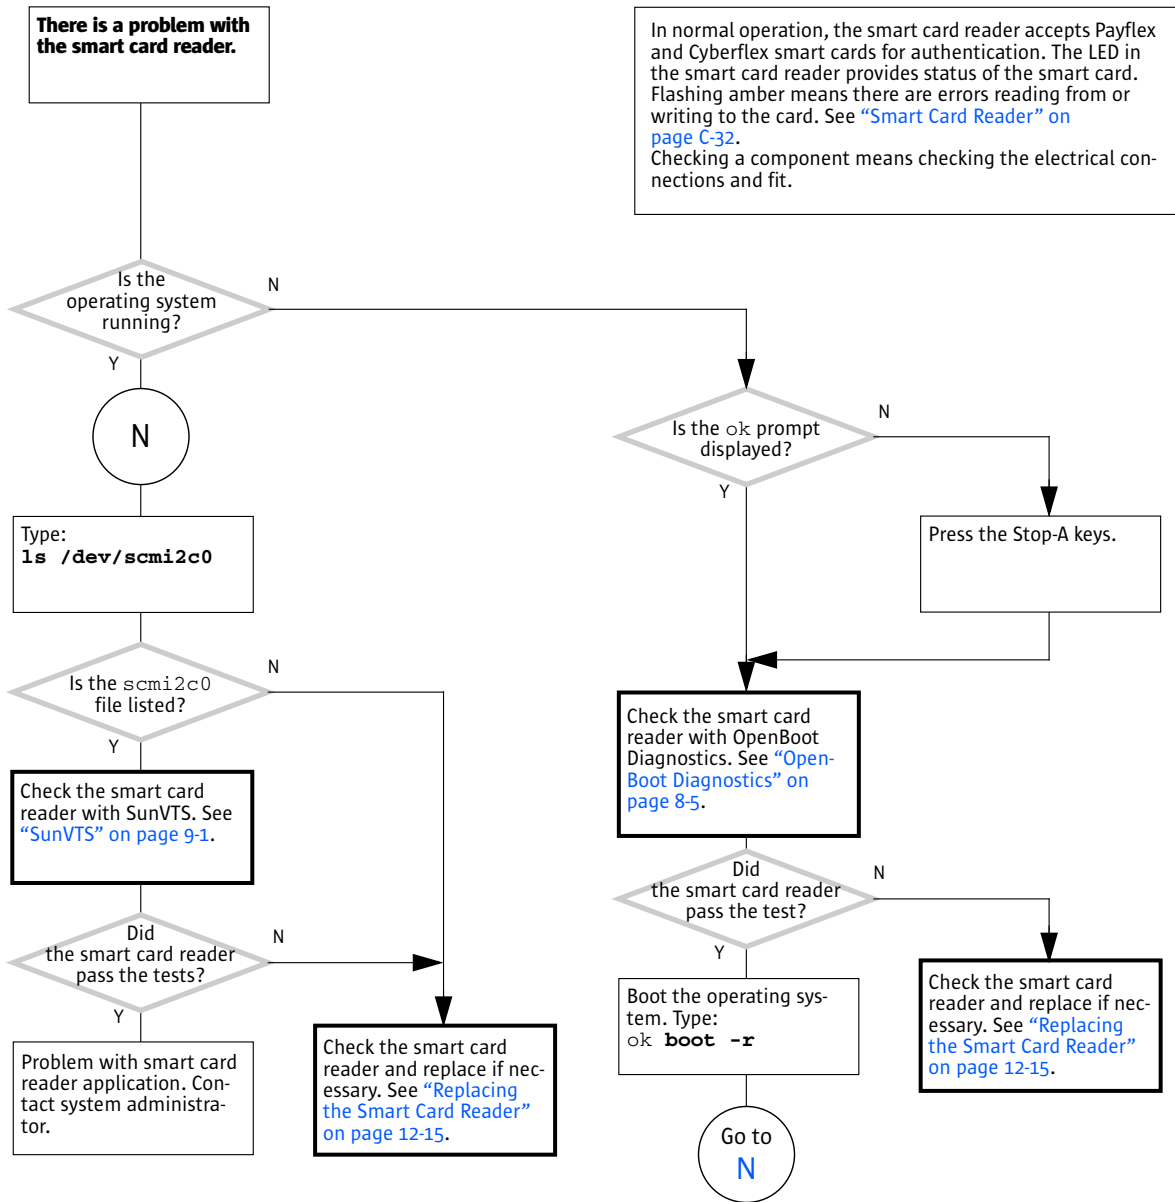 There is a problem with
the smart card reader.
In normal operation, the smart card reader accepts Payflex
and Cyberflex smart cards for authentication. The LED in
the smart card reader provides status of the smart card.
Flashing amber means there are errors reading from or
writing to the card. See “Smart Card Reader” on
page C-32.
Checking a component means checking the electrical con-
nections and fit.
Is the
operating system
running?
N
Y
N
Is the ok prompt
displayed?
N
Y
Type:
ls /dev/scmi2c0
Press the Stop-A keys.
Is the scmi2c0
file listed?
N
Y
Check the smart card
reader with OpenBoot
Diagnostics. See “Open-
Boot Diagnostics” on
page 8-5.
Check the smart card
reader with SunVTS. See
“SunVTS” on page 9-1.
Did
the smart card reader
pass the test?
N
Y
Did
the smart card reader
pass the tests?
N
Y
Boot the operating sys-
tem. Type:
ok boot -r
Check the smart card
reader and replace if nec-
essary. See “Replacing
the Smart Card Reader”
on page 12-15.
Problem with smart card
reader application. Con-
tact system administra-
tor.
Check the smart card
reader and replace if nec-
essary. See “Replacing
the Smart Card Reader”
on page 12-15.
Go to
N